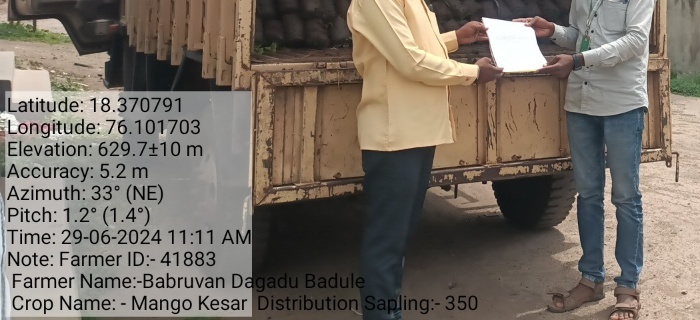 Latitude: 18.370791
Longitude: 76.101703
Elevation: 629.7±10 m
Accuracy: 5.2 m
Azimuth: 33° (NE)
Pitch: 1.2° (1.4°)
Time: 29-06-2024 11:11 AM
Note: Farmer ID:- 41883
Farmer Name:-Babruvan Dagadu Badule
Crop Name: - Mango Kesar Distribution Sapling:- 350